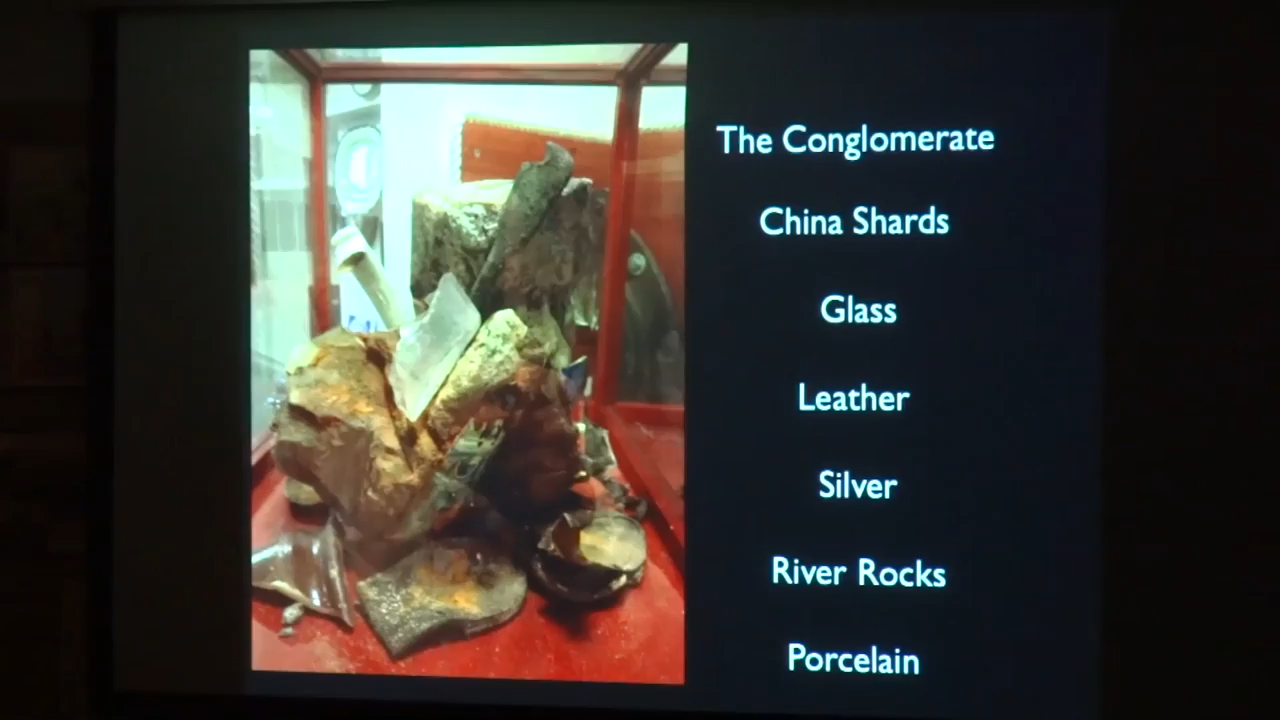 The Conglomerate
China Shards
Glass
Leather
Silver
River Rocks
Porcelain